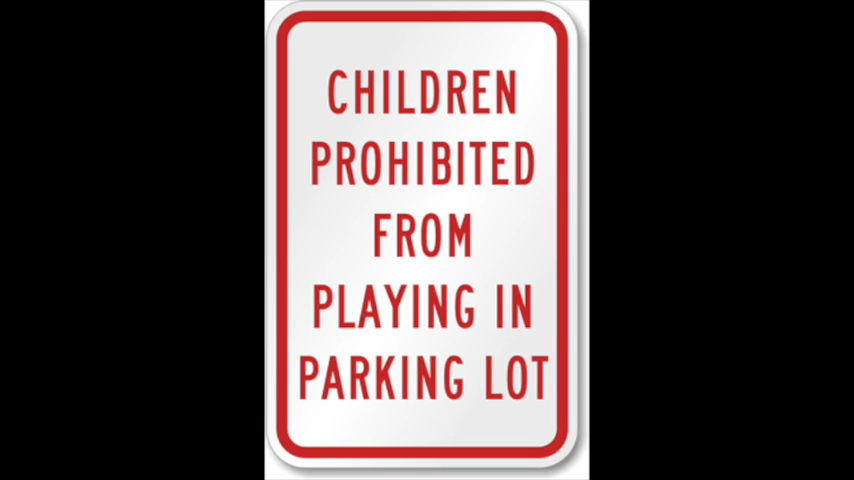 CHILDREN
PROHIBITED
FROM
PLAYING IN
PARKING LOT